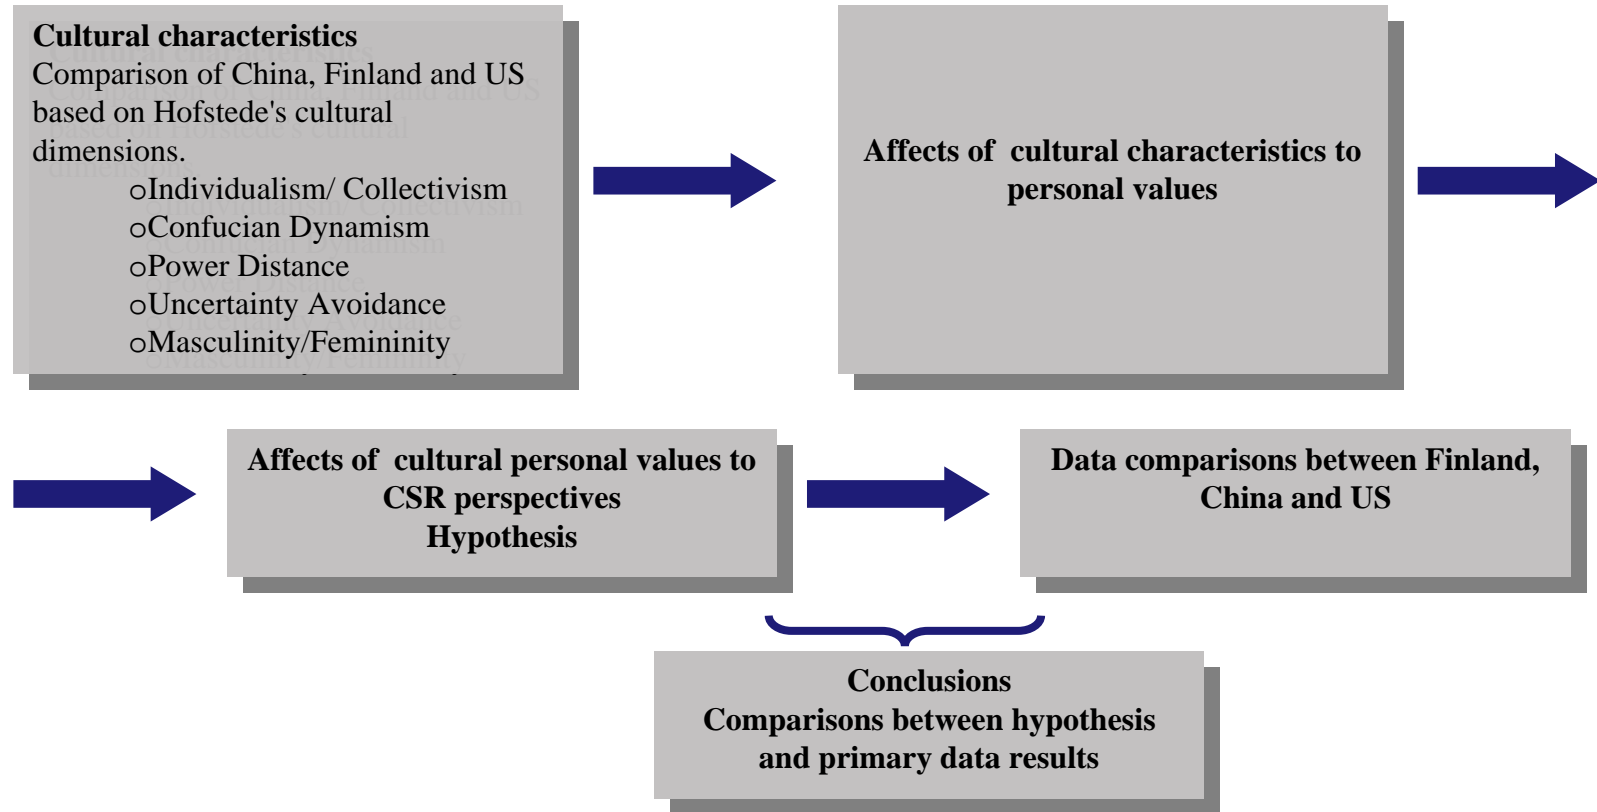 Cultural characteristics
Comparison of China, Finland and US
based on Hofstede's cultural
dimensions.
oIndividualism/ Collectivism
oConfucian Dynamism
oPower Distance
oUncertainty Avoidance
oMasculinity/Femininity
Affects of  cultural characteristics to
personal values
Affects of  cultural personal values to
CSR perspectives
Hypothesis
Data comparisons between Finland,
China and US
Conclusions
Comparisons between hypothesis
and primary data results